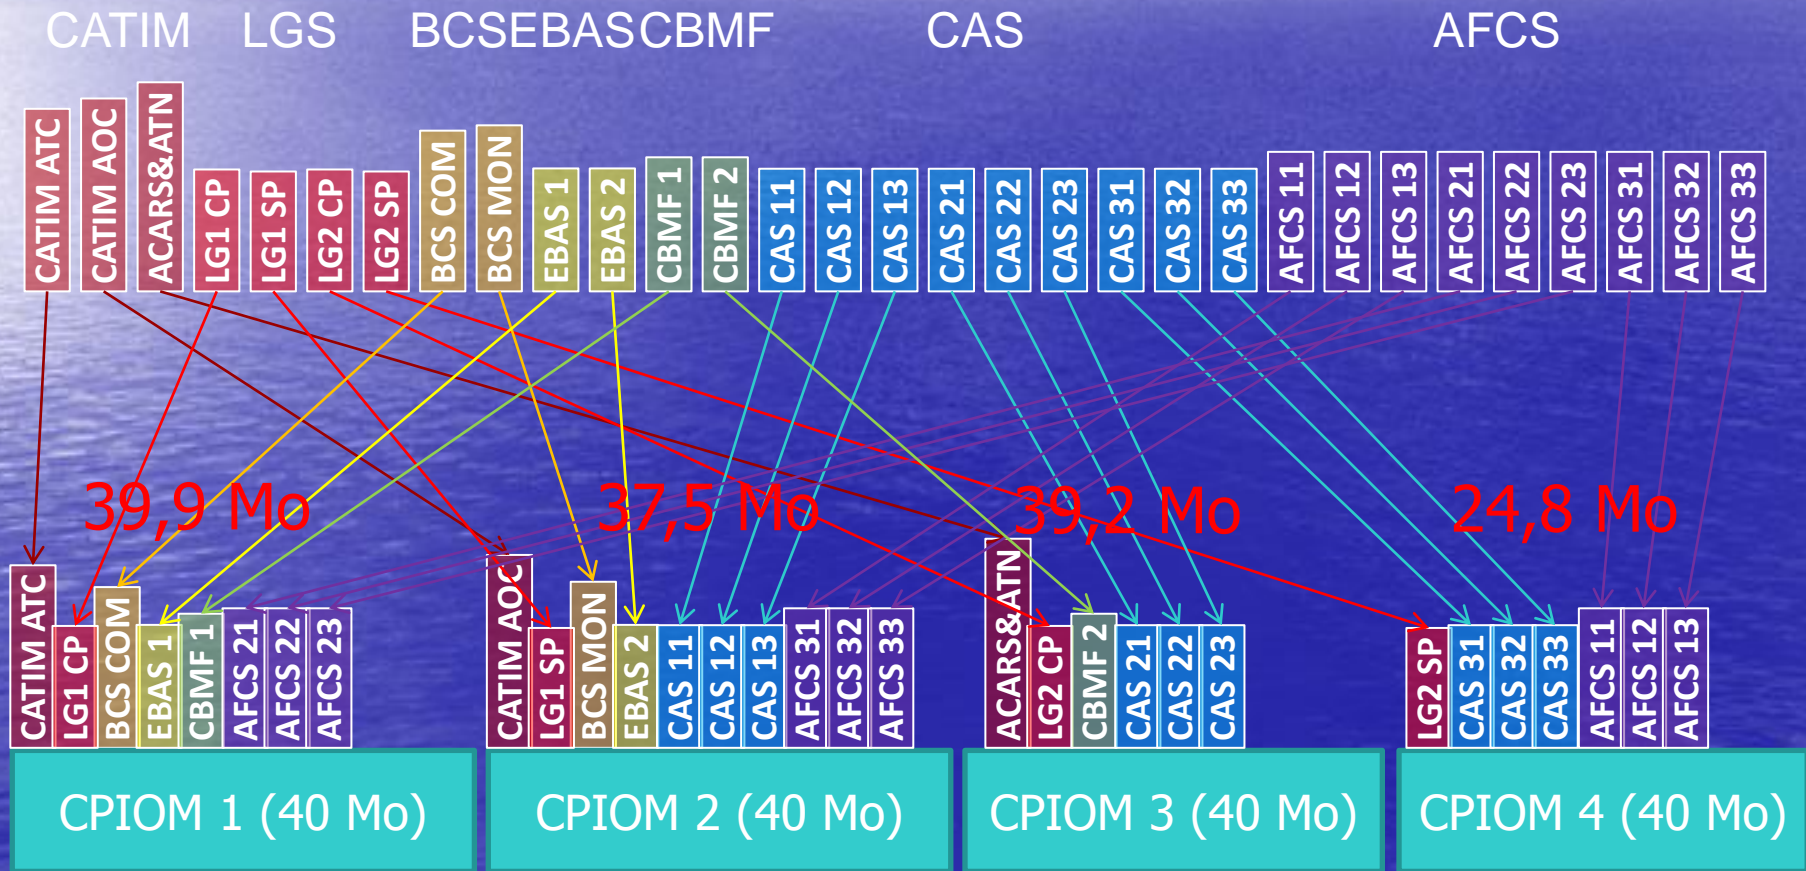 CATIM LGS BCSEBASCBMF CAS AFCS
CATIM ATC
CATIM AOC
ACARS&ATN
LG1 CP
LG1 SP
LG2 CP
LG2 SP
BCS COM
BCS MON
EBAS 1
EBAS 2
CBMF 1
CBMF 2
CAS 11
CAS 12
CAS 13
CAS 21
CAS 22
CAS 23
CAS 31
CAS 32
CAS 33
AFCS 11
AFCS 12
AFCS 13
AFCS 21
AFCS 22
AFCS 23
AFCS 31
AFCS 32
AFCS 33
39,9 Mo
37,5 Mo
39,2 Mo
24,8 Mo
CATIM ATC
LG1 CP
BCS COM
EBAS 1
CBMF 1
AFCS 21
AFCS 22
AFCS 23
CATIM AOC
LG1 SP
BCS MON
EBAS 2
CAS 11
CAS 12
CAS 13
AFCS 31
AFCS 32
AFCS 33
ACARS&ATN
LG2 CP
CBMF 2
CAS 21
CAS 22
CAS 23
LG2 SP
CAS 31
CAS 32
CAS 33
AFCS 11
AFCS 12
AFCS 13
CPIOM 1 (40 Mo)
CPIOM 2 (40 Mo)
CPIOM 3 (40 Mo)
CPIOM 4 (40 Mo)